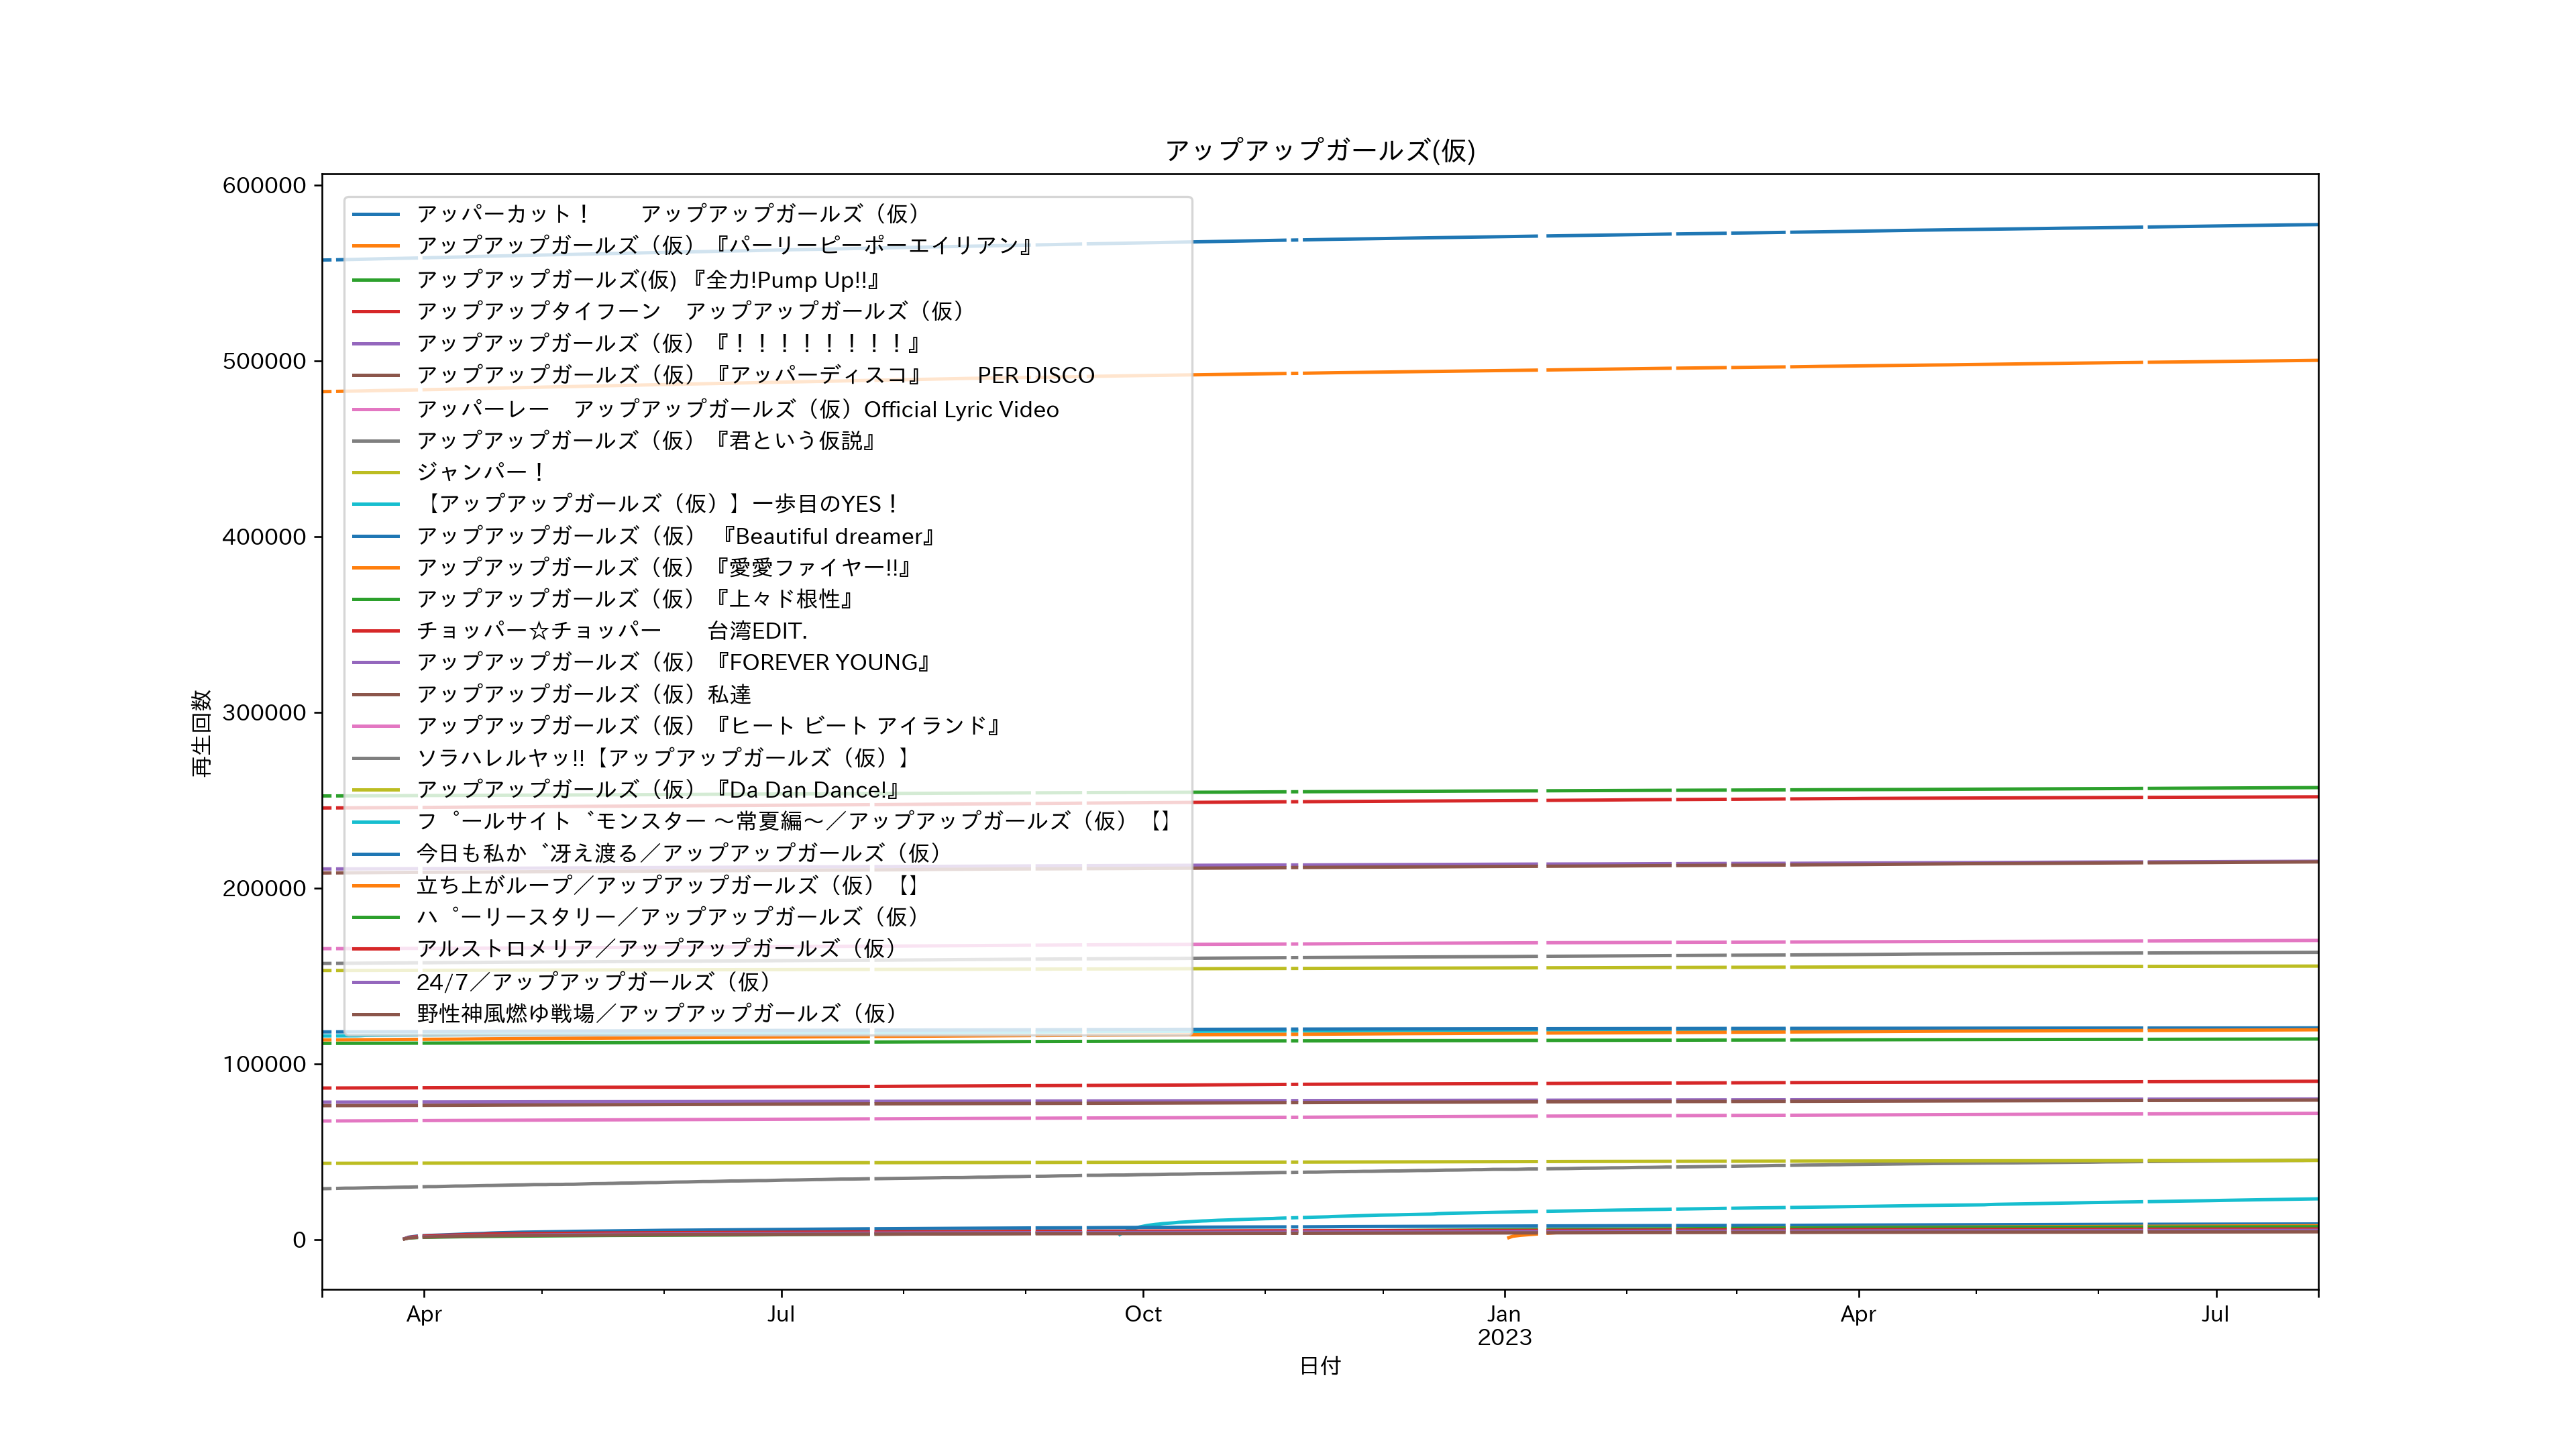 アップアップガールズ(仮)
600000
500000
400000
300000
200000
100000
0
再生回数
アッパーカット！　　アップアップガールズ（仮）
アップアップガールズ（仮）『パーリーピーポーエイリアン』
アップアップガールズ(仮) 『全力!Pump Up!!』
アップアップタイフーン　アップアップガールズ（仮）
アップアップガールズ（仮）『！！！！！！！！』
アップアップガールズ（仮）『アッパーディスコ』　　PER DISCO
アッパーレー　アップアップガールズ（仮）Official Lyric Video
アップアップガールズ（仮）『君という仮説』
ジャンパー！
【アップアップガールズ（仮）】一歩目のYES！
アップアップガールズ（仮） 『Beautiful dreamer』
アップアップガールズ（仮）『愛愛ファイヤー!!』
アップアップガールズ（仮）『上々ド根性』
チョッパー☆チョッパー　　台湾EDIT.
アップアップガールズ（仮）『FOREVER YOUNG』
アップアップガールズ（仮）私達
アップアップガールズ（仮）『ヒート ビート アイランド』
ソラハレルヤッ!!【アップアップガールズ（仮）】
アップアップガールズ（仮）『Da Dan Dance!』
フ゜ールサイト゛モンスター 〜常夏編〜／アップアップガールズ（仮）【】
今日も私か゛冴え渡る／アップアップガールズ（仮）
立ち上がループ／アップアップガールズ（仮）【】
ハ゜ーリースタリー／アップアップガールズ（仮）
アルストロメリア／アップアップガールズ（仮）
24/7／アップアップガールズ（仮）
野性神風燃ゆ戦場／アップアップガールズ（仮）
Apr Jul Oct Jan Apr Jul
2023
日付